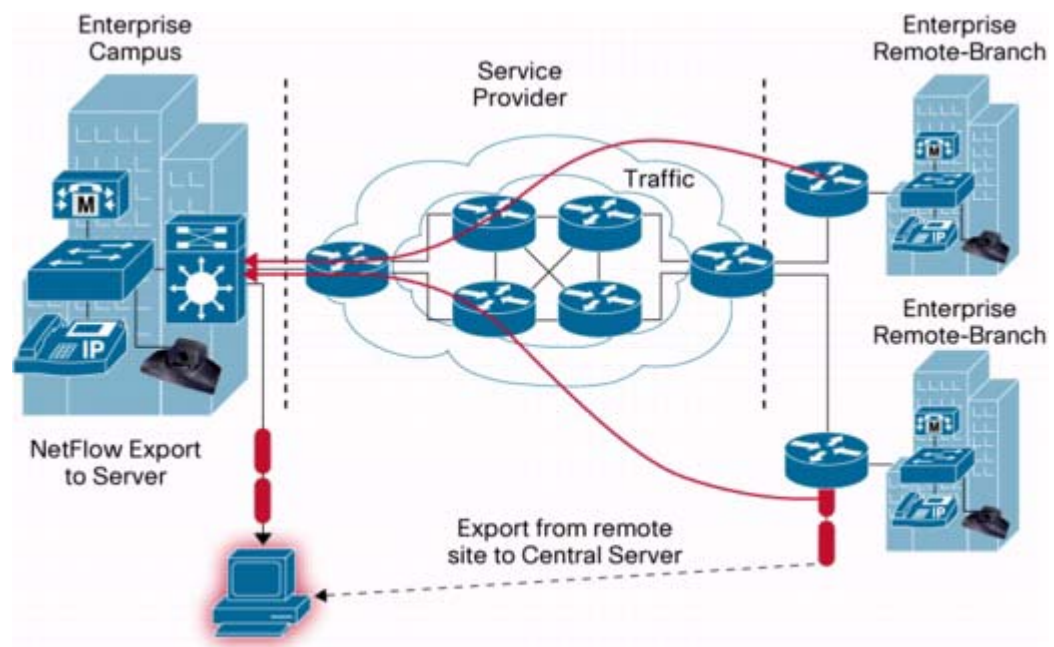 Enterprise
Campus
Service
Provider
Enterprise
Remote-Branch
Traffic
M
M
IP
IP
Enterprise
Remote-Branch
M
IP
NetFlow Export
to Server
Export from remote
site to Central Server